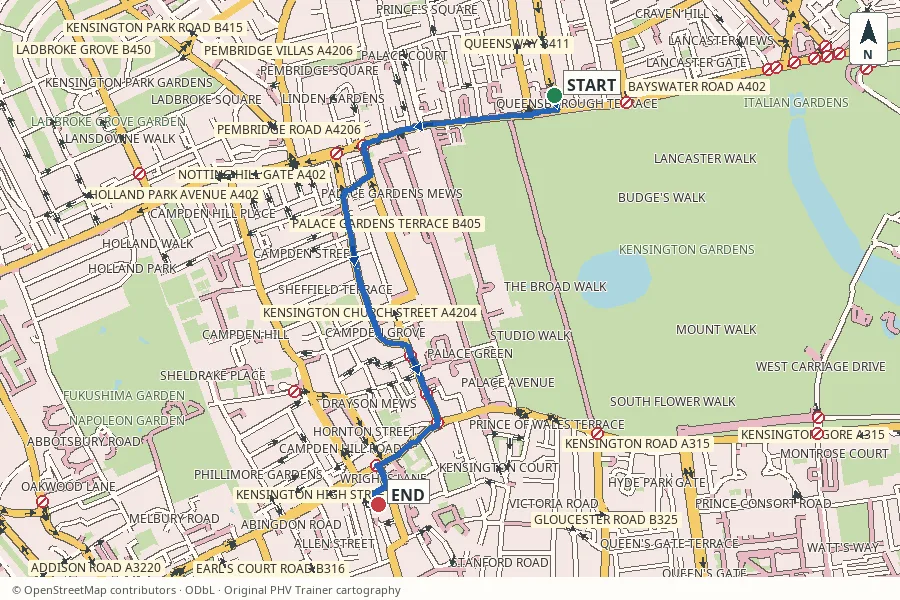 PRINCE'S SQUARE
CRAVEN HILL
KENSINGTON PARK ROAD B415
LADBROKE GROVE B450
PEMBRIDGE VILLAS A4206
QUEENSWAY B411
LANCASTER MEWS
N
PALACE COURT
LANCASTER GATE
PEMBRIDGE SQUARE
KENSINGTON PARK GARDENS
START
BAYSWATER ROAD A402
LADBROKE SQUARE
LINDEN GARDENS
QUEENSBOROUGH TERRACE
ITALIAN GARDENS
LADBROKE GROVE GARDEN
PEMBRIDGE ROAD A4206
LANSDOWNE WALK
LANCASTER WALK
NOTTING HILL GATE A402
HOLLAND PARK AVENUE A402
PALACE GARDENS MEWS
BUDGE'S WALK
CAMPDEN HILL PLACE
PALACE GARDENS TERRACE B405
HOLLAND WALK
CAMPDEN STREET
KENSINGTON GARDENS
HOLLAND PARK
SHEFFIELD TERRACE
THE BROAD WALK
KENSINGTON CHURCH STREET A4204
CAMPDEN HILL
CAMPDEN GROVE
STUDIO WALK
MOUNT WALK
PALACE GREEN
WEST CARRIAGE DRIVE
SHELDRAKE PLACE
PALACE AVENUE
FUKUSHIMA GARDEN
DRAYSON MEWS
SOUTH FLOWER WALK
NAPOLEON GARDEN
HORNTON STREET
PRINCE OF WALES TERRACE
ABBOTSBURY ROAD
KENSINGTON ROAD A315
KENSINGTON GORE A315
CAMPDEN HILL ROAD
MONTROSE COURT
KENSINGTON COURT
PHILLIMORE GARDENS
WRIGHT'S LANE
HYDE PARK GATE
OAKWOOD LANE
KENSINGTON HIGH STR
END
VICTORIA ROAD
PRINCE CONSORT ROAD
MELBURY ROAD
ABINGDON ROAD
GLOUCESTER ROAD B325
ALLEN STREET
QUEEN'S GATE TERRACE
WATTS WAY
STANFORD ROAD
ADDISON ROAD A3220
EARL'S COURT ROAD B316
QUEEN'S GATE
© OpenStreetMap contributors · ODbL · Original PHV Trainer cartography